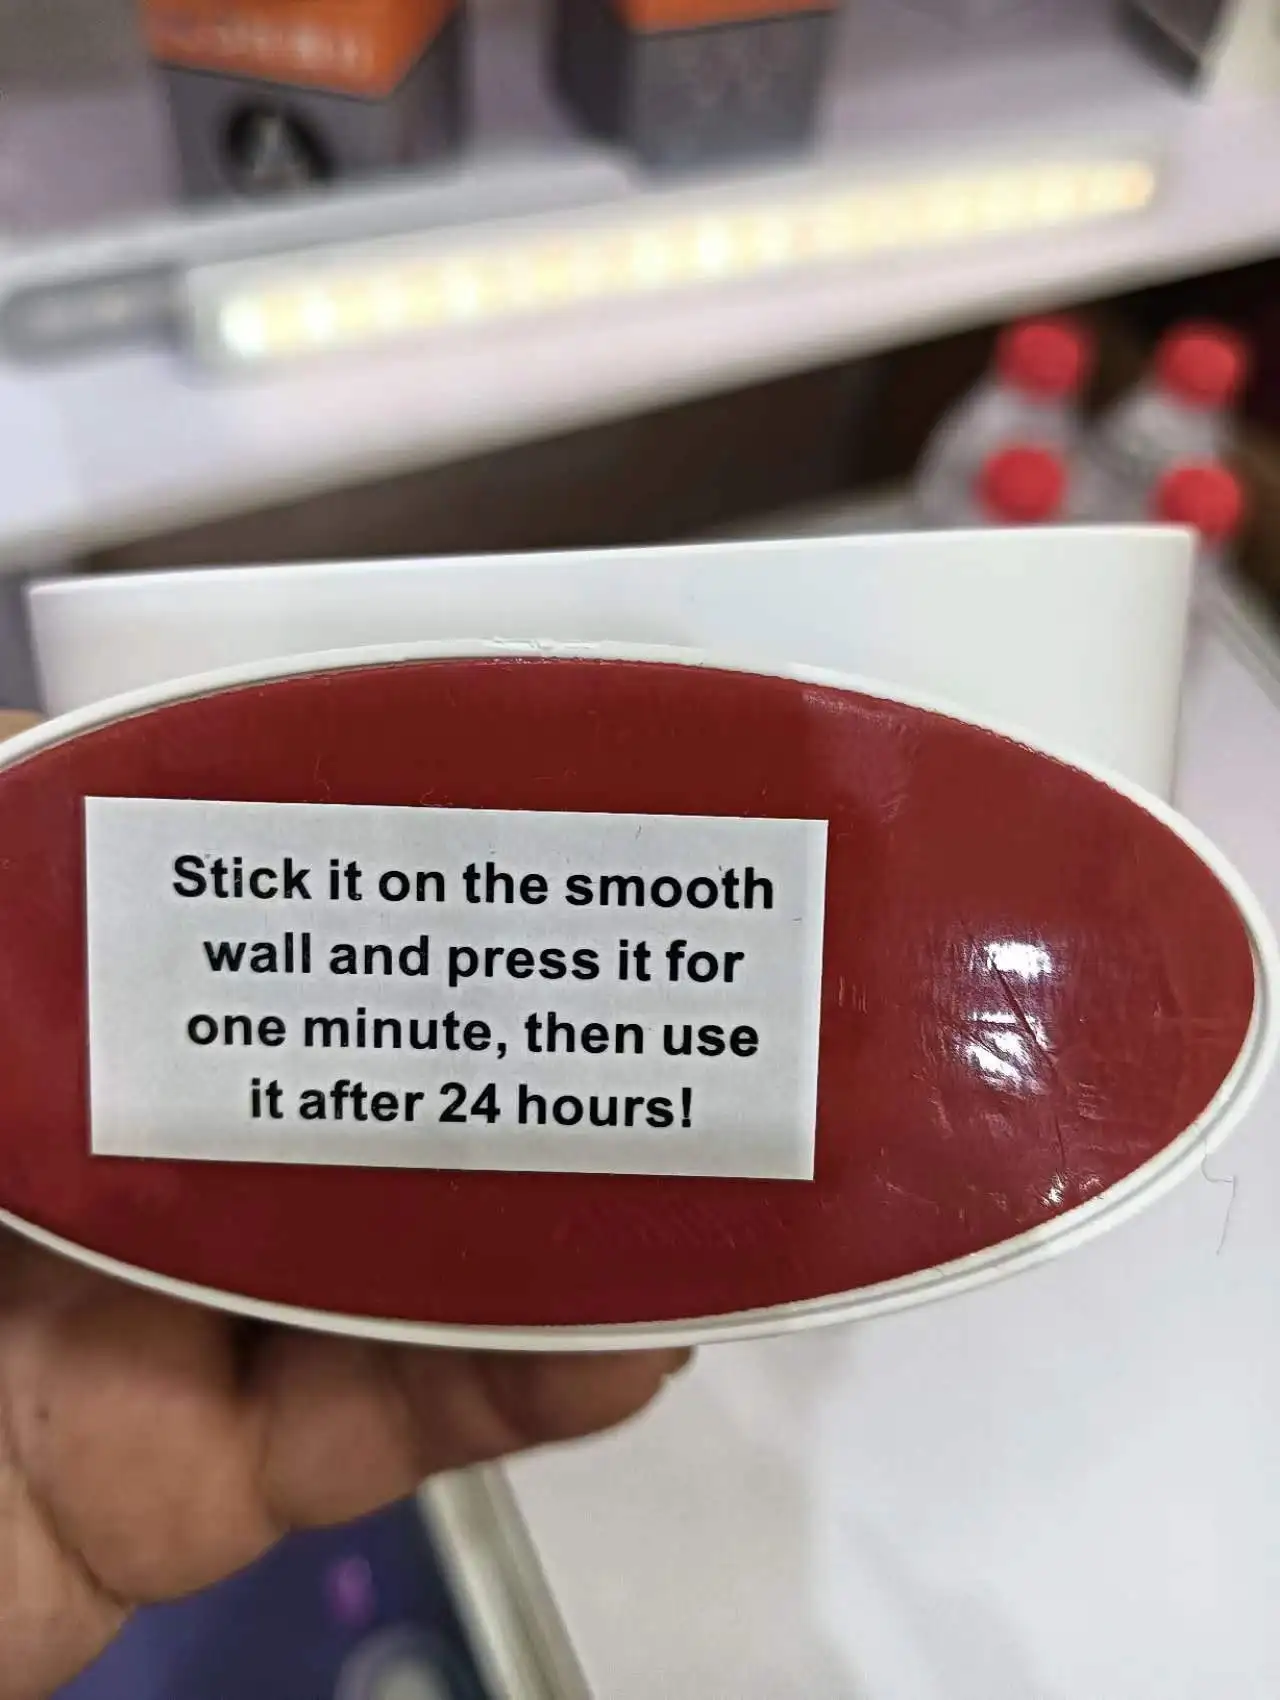 Stick it on the smooth
wall and press it for
one minute, then use
it after 24 hours!